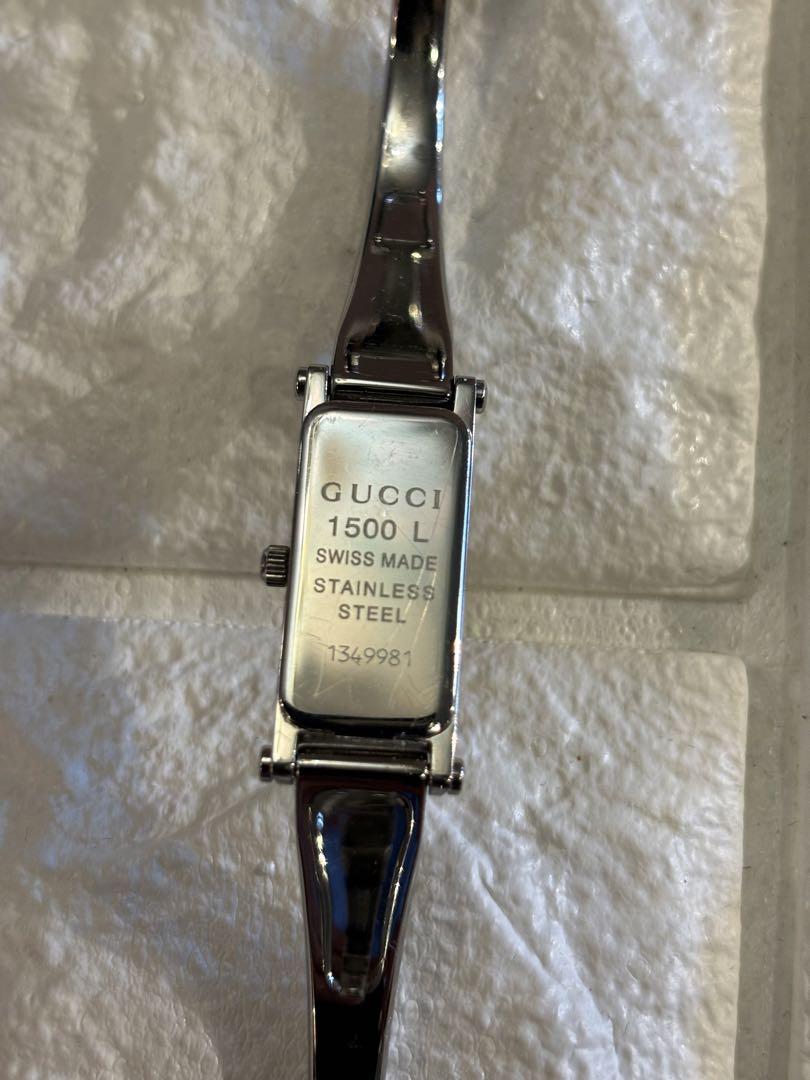 GUCCI
1500 L
SWISS MADE
STAINLESS
STEEL
1349981